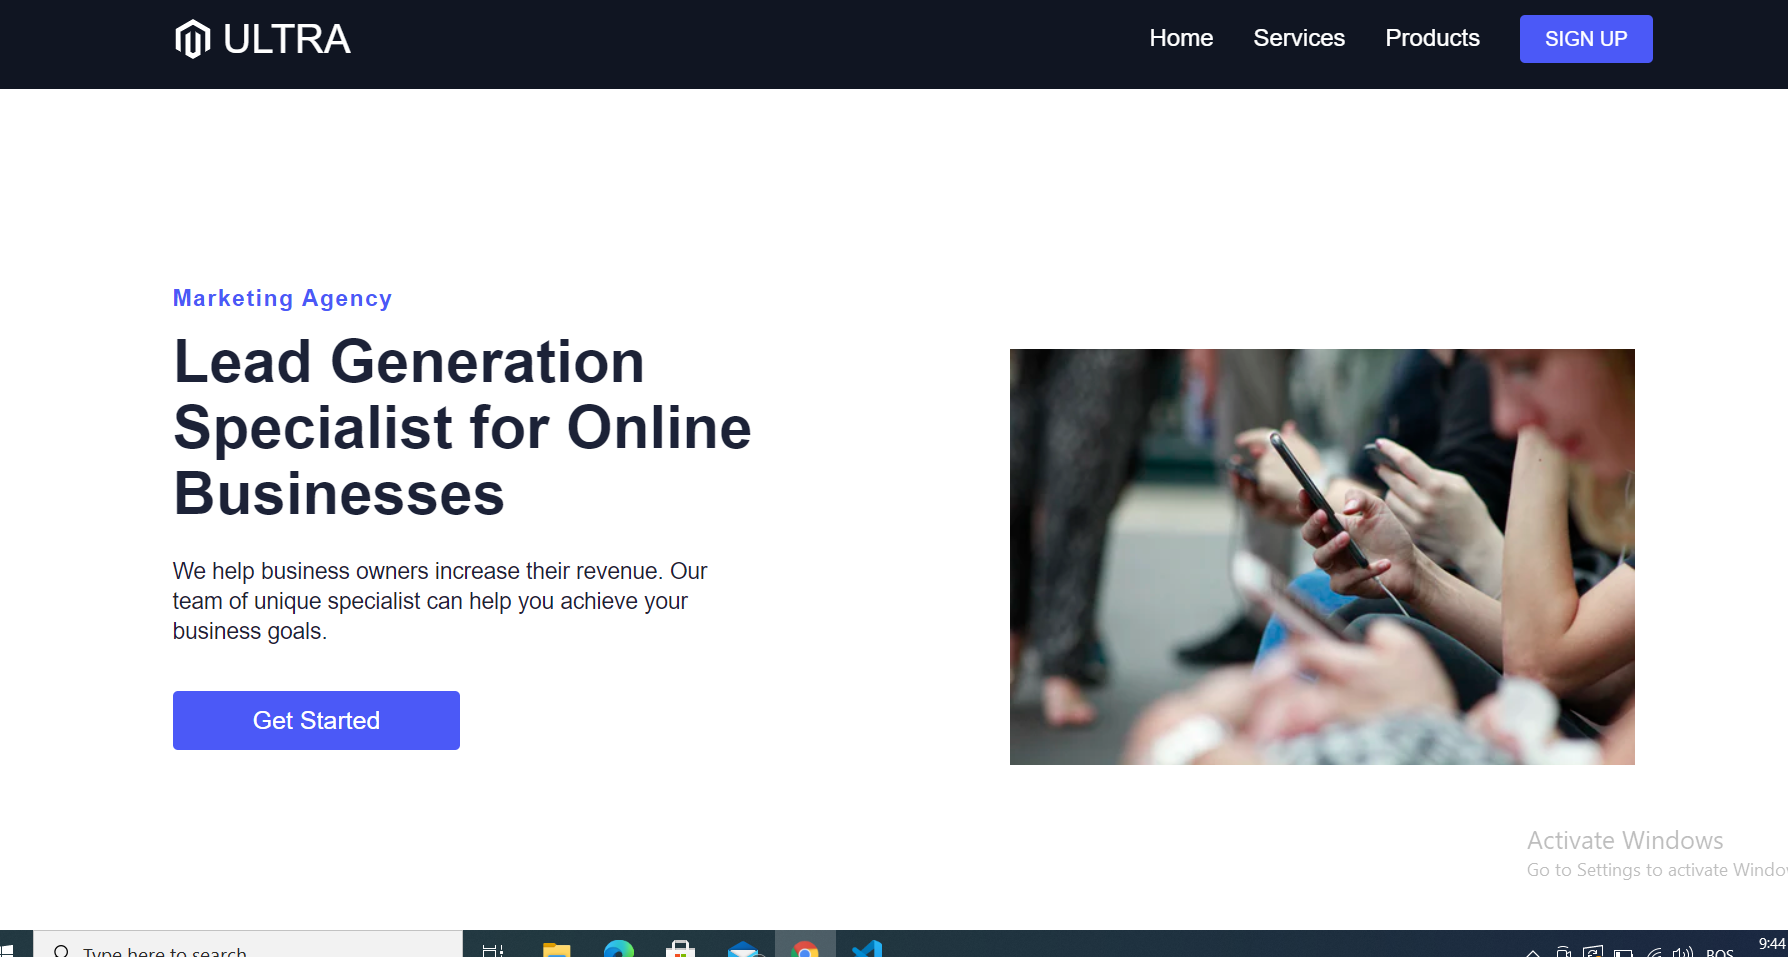 ULTRA
Home Services Products SIGN UP
Marketing Agency
Lead Generation
Specialist for Online
Businesses
We help business owners increase their revenue. Our
team of unique specialist can help you achieve your
business goals.
Get Started
Activate Windows
Go to Settings to activate Windo
Type here to search
BOS
9:44